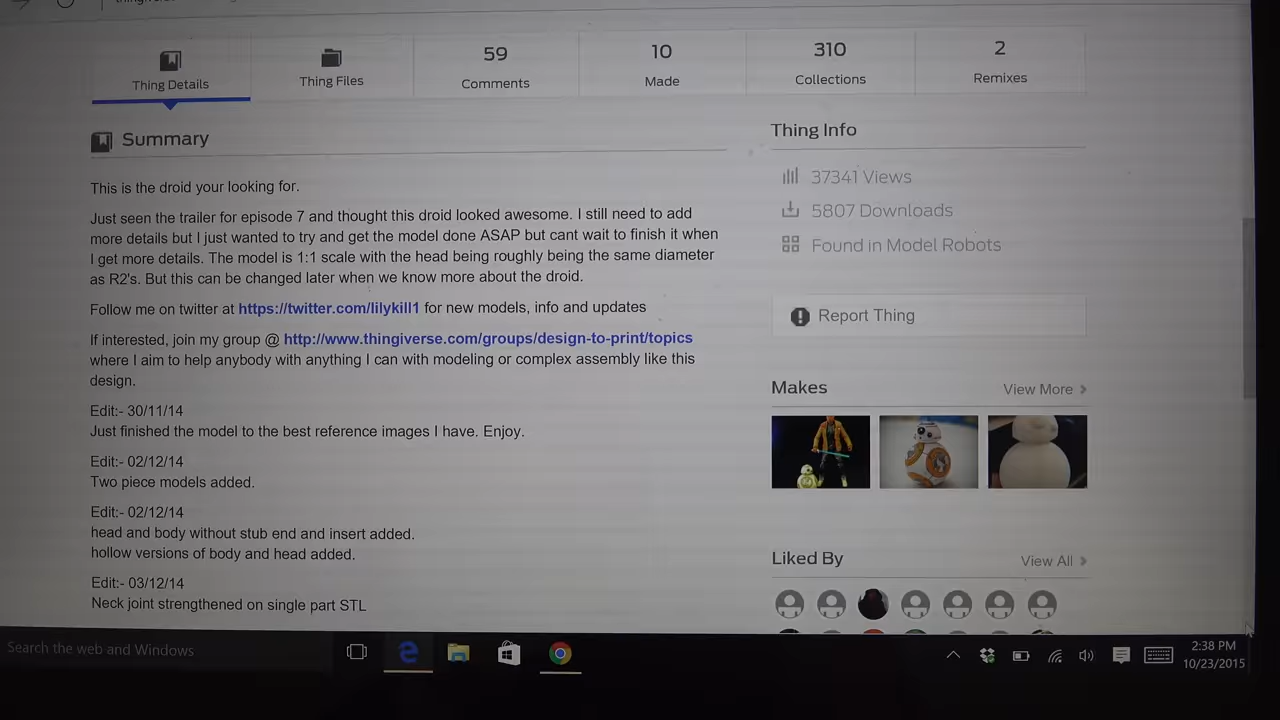 59
10
310
2
Thing Details
Thing Files
Comments
Made
Collections
Remixes
Summary
This is the droid your looking for.
Just seen the trailer for episode 7 and thought this droid looked awesome. I still need to add
more details but I just wanted to try and get the model done ASAP but cant wait to finish it when
I get more details. The model is 1:1 scale with the head being roughly being the same diameter
as R2's. But this can be changed later when we know more about the droid.
Follow me on twitter at https://twitter.com/lilykill1 for new models, info and updates
If interested, join my group @ http://www.thingiverse.com/groups/design-to-print/topics
where I aim to help anybody with anything I can with modeling or complex assembly like this
design.
Edit:- 30/11/14
Just finished the model to the best reference images I have. Enjoy.
Edit:- 02/12/14
Two piece models added.
Edit:- 02/12/14
head and body without stub end and insert added.
hollow versions of body and head added.
Edit:- 03/12/14
Neck joint strengthened on single part STL
Thing Info
37341 Views
5807 Downloads
Found in Model Robots
Report Thing
Makes
View More
Liked By
View All
Search the web and Windows
2:38 PM
10/23/2015